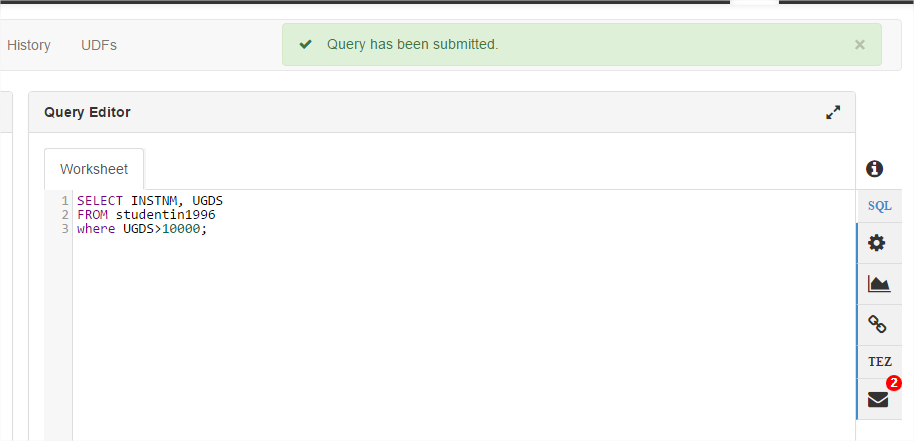 History UDFs
Query has been submitted. ×
Query Editor
Worksheet
1 SELECT INSTNM, UGDS
2 FROM studentin1996
3 where UGDS>10000;
SQL
TEZ
2